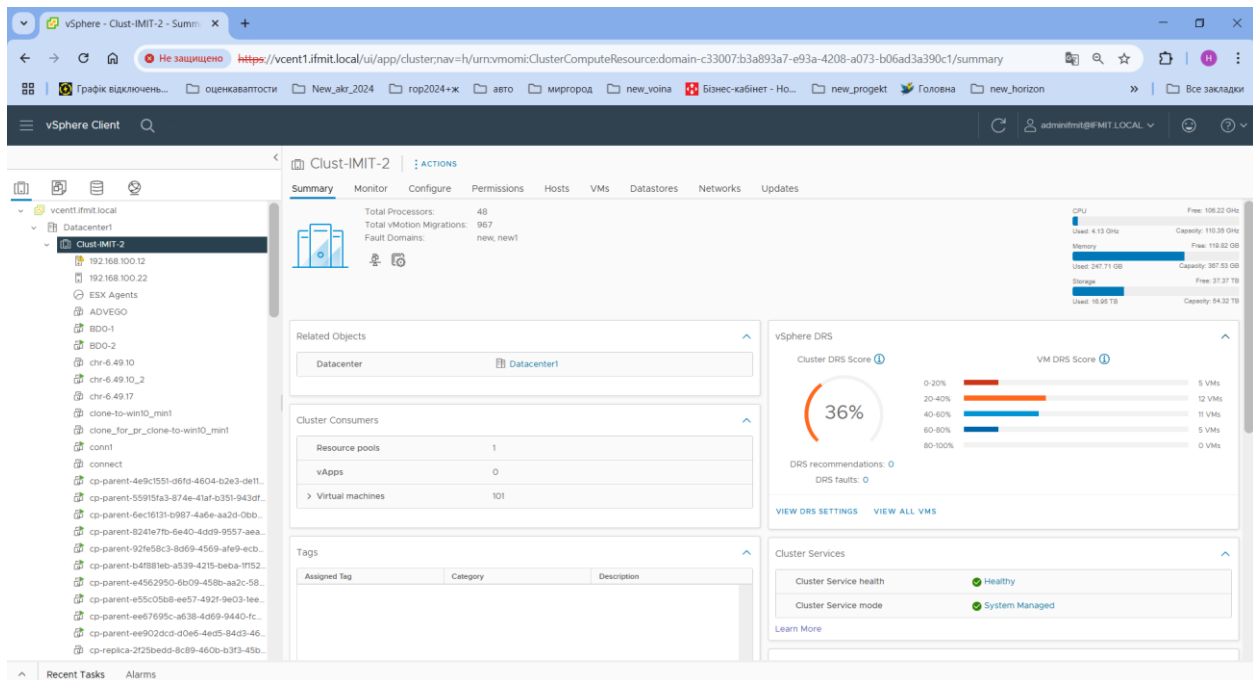 vSphere - Clust-IMIT-2 - Summ
Не защищено https://vcent1.ifmit.local/ui/app/cluster;nav=h/urn:vmomi:ClusterComputeResource:domain-c33007:b3a893a7-e93a-4208-a073-b06ad3a390c1/summary
H
Графік відключень... оценкаваптости New_akr_2024 гор2024+ж авто миргород new_voina Бізнес-кабінет - Но... new_progekt Головна new_horizon » Все закладки
vSphere Client adminifmit@IFMIT.LOCAL
Clust-IMIT-2 ACTIONS
Summary Monitor Configure Permissions Hosts VMs Datastores Networks Updates
vcent1.ifmit.local
Datacenter1
Clust-IMIT-2
192.168.100.12
192.168.100.22
ESX Agents
ADVEGO
BD0-1
BD0-2
chr-6.49.10
chr-6.49.10_2
chr-6.49.17
clone-to-win10_min1
clone_for_pr_clone-to-win10_min1
conn1
connect
cp-parent-4e9c1551-d6fd-4604-b2e3-de11...
cp-parent-55915fa3-874e-41af-b351-943df...
cp-parent-6ec16131-b987-4a6e-aa2d-0bb...
cp-parent-8241e7fb-6e40-4dd9-9557-aea...
cp-parent-92fe58c3-8d69-4569-afe9-ecb...
cp-parent-b4f881eb-a539-4215-beba-1f152...
cp-parent-e4562950-6b09-458b-aa2c-58...
cp-parent-e55c05b8-ee57-492f-9e03-1ee...
cp-parent-ee67695c-a638-4d69-9440-fc...
cp-parent-ee902dcd-d0e6-4ed5-84d3-46...
cp-replica-2f25bedd-8c89-460b-b3f3-45b...
Total Processors: 48
Total vMotion Migrations: 967
Fault Domains: new, new1
CPU Free: 106.22 GHz
Used: 4.13 GHz Capacity: 110.35 GHz
Memory Free: 119.82 GB
Used: 247.71 GB Capacity: 367.53 GB
Storage Free: 37.37 TB
Used: 16.95 TB Capacity: 54.32 TB
Related Objects
Datacenter Datacenter1
Cluster Consumers
Resource pools 1
vApps 0
Virtual machines 101
Tags
Assigned Tag Category Description
vSphere DRS
Cluster DRS Score VM DRS Score
36%
0-20% 5 VMs
20-40% 12 VMs
40-60% 11 VMs
60-80% 5 VMs
80-100% 0 VMs
DRS recommendations: 0
DRS faults: 0
VIEW DRS SETTINGS VIEW ALL VMS
Cluster Services
Cluster Service health Healthy
Cluster Service mode System Managed
Learn More
Recent Tasks Alarms